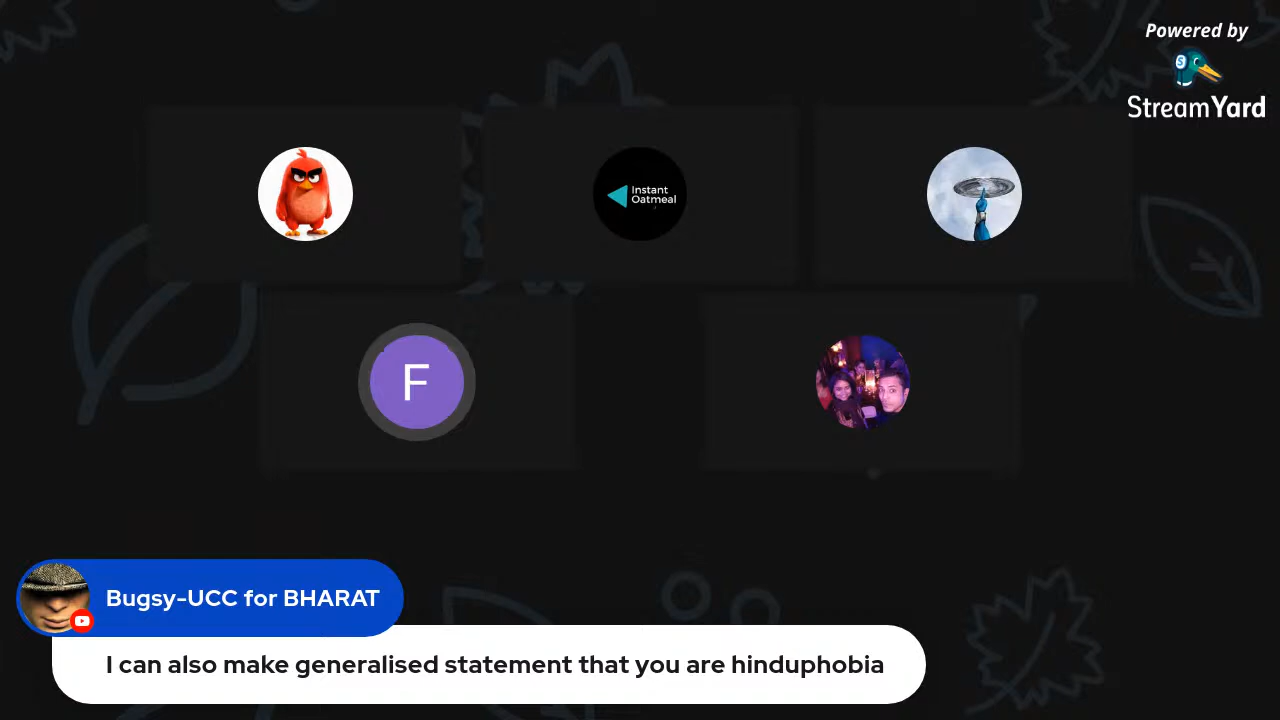 Powered by
StreamYard
Instant
Oatmeal
F
Bugsy-UCC for BHARAT
I can also make generalised statement that you are hinduphobia